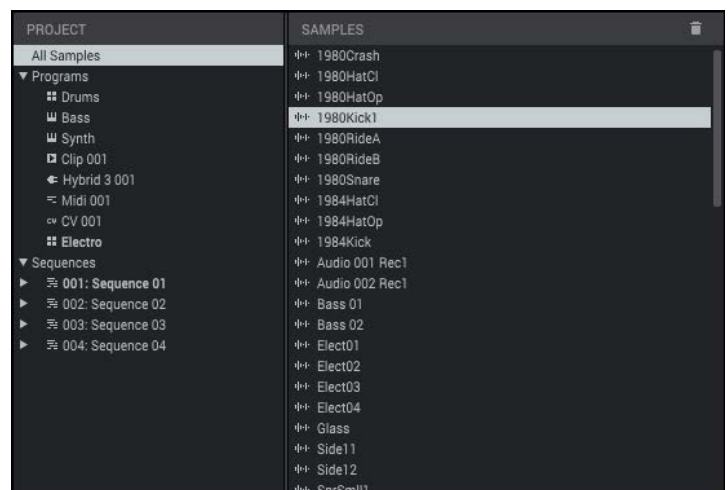 PROJECT
All Samples
Programs
Drums
Bass
Synth
Clip 001
Hybrid 3 001
Midi 001
CV CV 001
Electro
Sequences
001: Sequence 01
002: Sequence 02
003: Sequence 03
004: Sequence 04
SAMPLES
1980Crash
1980HatCl
1980HatOp
1980Kick1
1980RideA
1980RideB
1980Snare
1984HatCl
1984HatOp
1984Kick
Audio 001 Rec1
Audio 002 Rec1
Bass 01
Bass 02
Elect01
Elect02
Elect03
Elect04
Glass
Side11
Side12